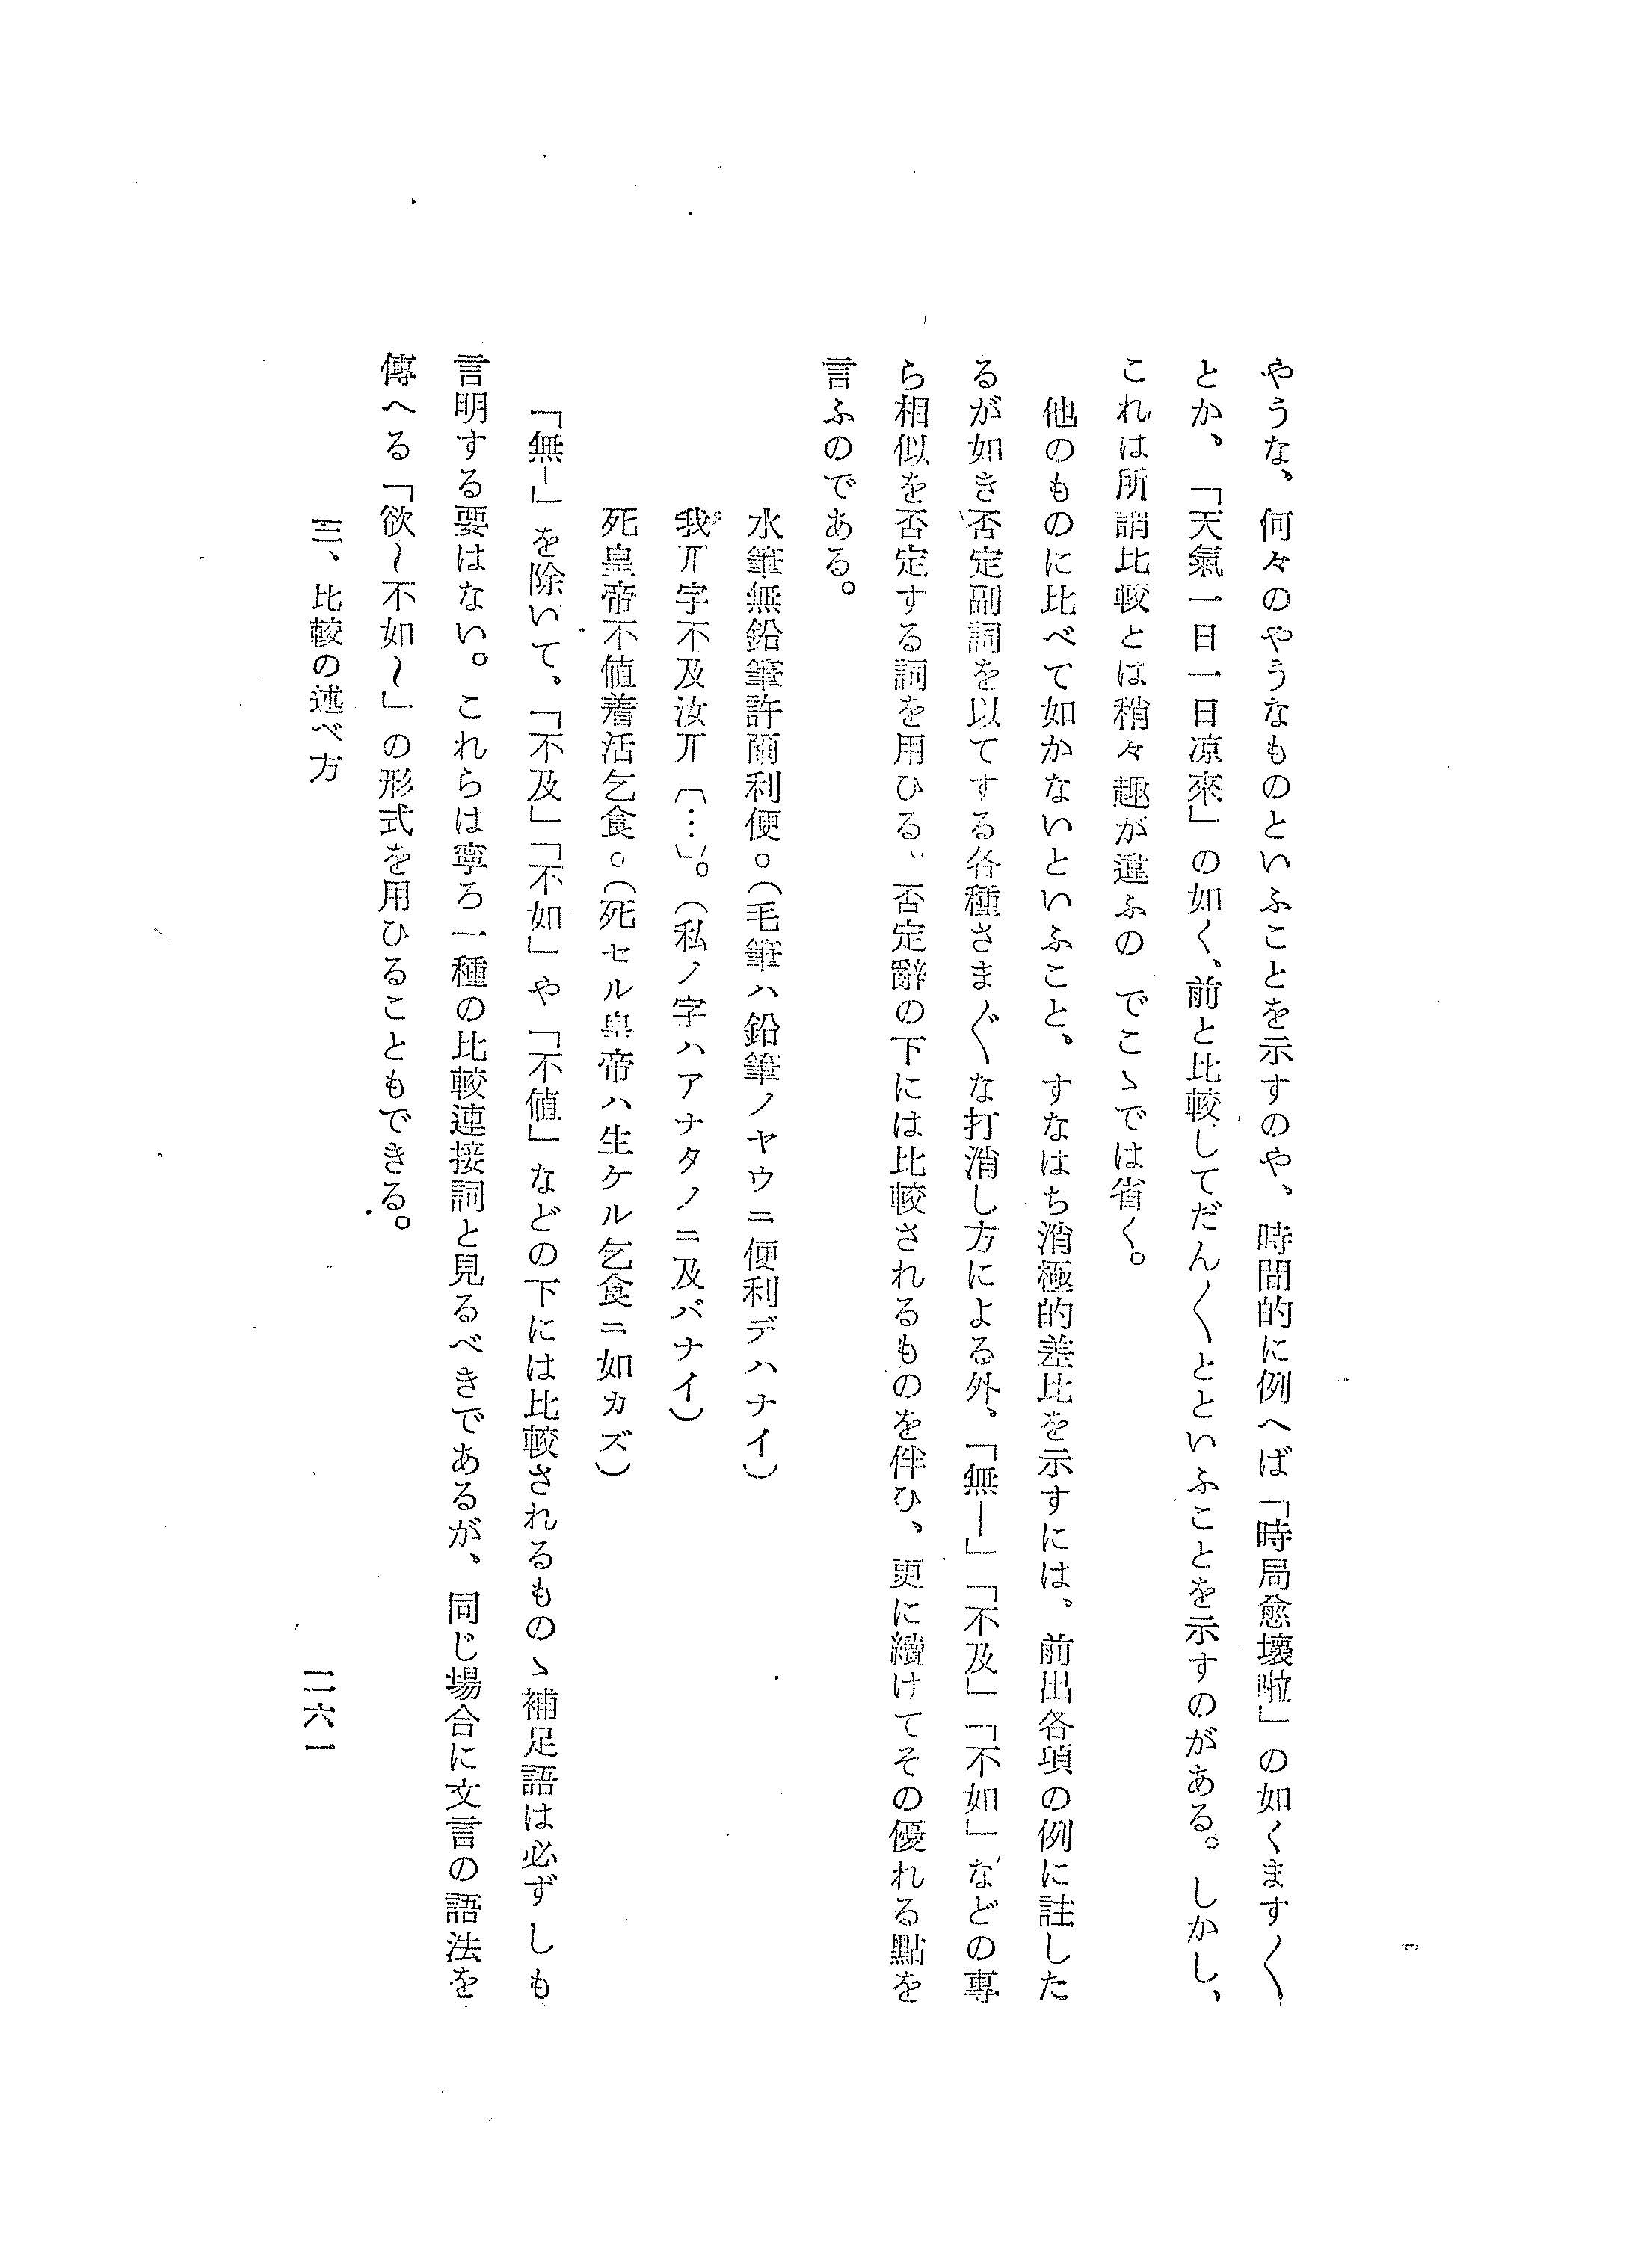 やうな、何々のやうなものといふことを示すのや、時間的に例へば「時局愈壞啦」の如くます〱
とか、「天氣一日一日凉來」の如く、前と比較してだん〱とといふことを示すのがある。しかし、
これは所謂比較とは稍々趣が違ふの でこゝでは省く。
他のものに比べて如かないといふこと、すなはち消極的差比を示すには、前出各項の例に註した
るが如き否定副詞を以てする各種さま〲な打消し方による外、「無―」「不及」「不如」などの專
ら相似を否定する詞を用ひる。否定辭の下には比較されるものを伴ひ、更に續けてその優れる點を
言ふのである。
水筆無鉛筆許爾利便。(毛筆ハ鉛筆ノヤウニ便利デハナイ)
我丌字不及汝丌〔…〕。(私ノ字ハアナタノニ及バナイ)
死皇帝不値着活乞食。(死セル皇帝ハ生ケル乞食ニ如カズ)
「無―」を除いて、「不及」「不如」や「不値」などの下には比較されるものゝ補足語は必ずしも
言明する要はない。これらは寧ろ一種の比較連接詞と見るべきであるが、同じ場合に文言の語法を
傳へる「欲〜不如〜」の形式を用ひることもできる。
三、比較の述べ方
二六一